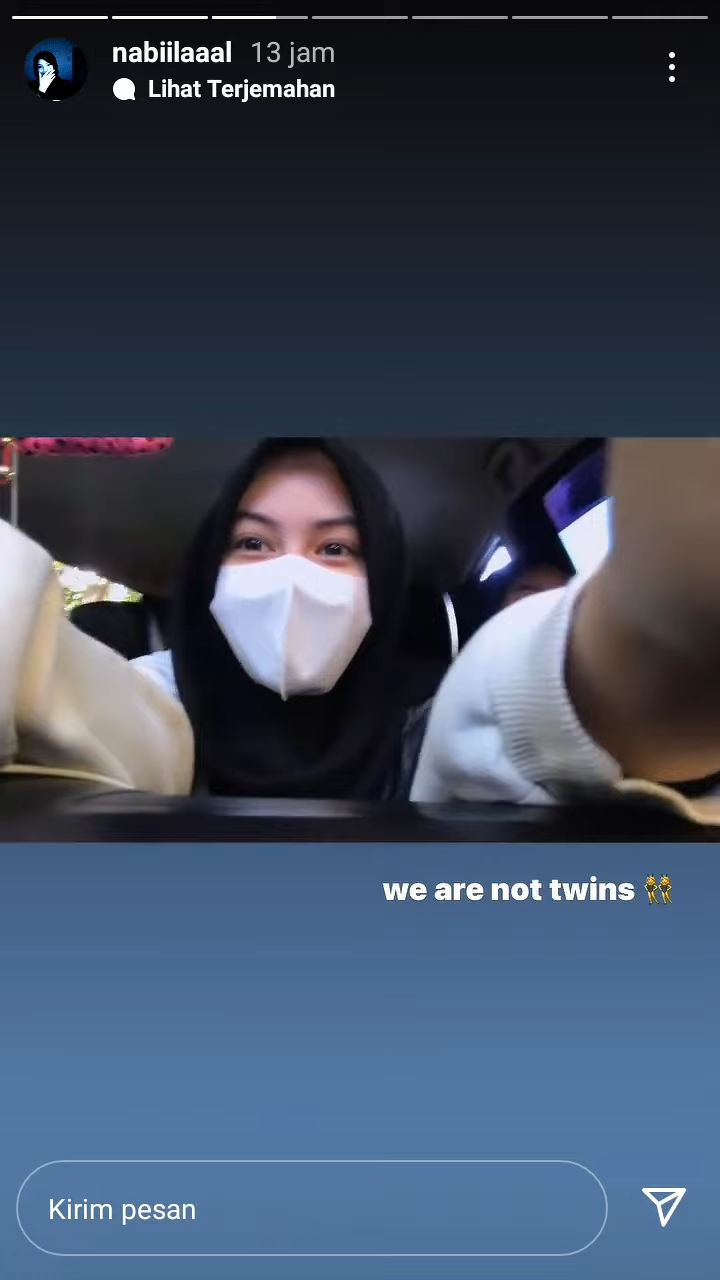 nabiilaaal 13 jam
Lihat Terjemahan
we are not twins 👯
Kirim pesan